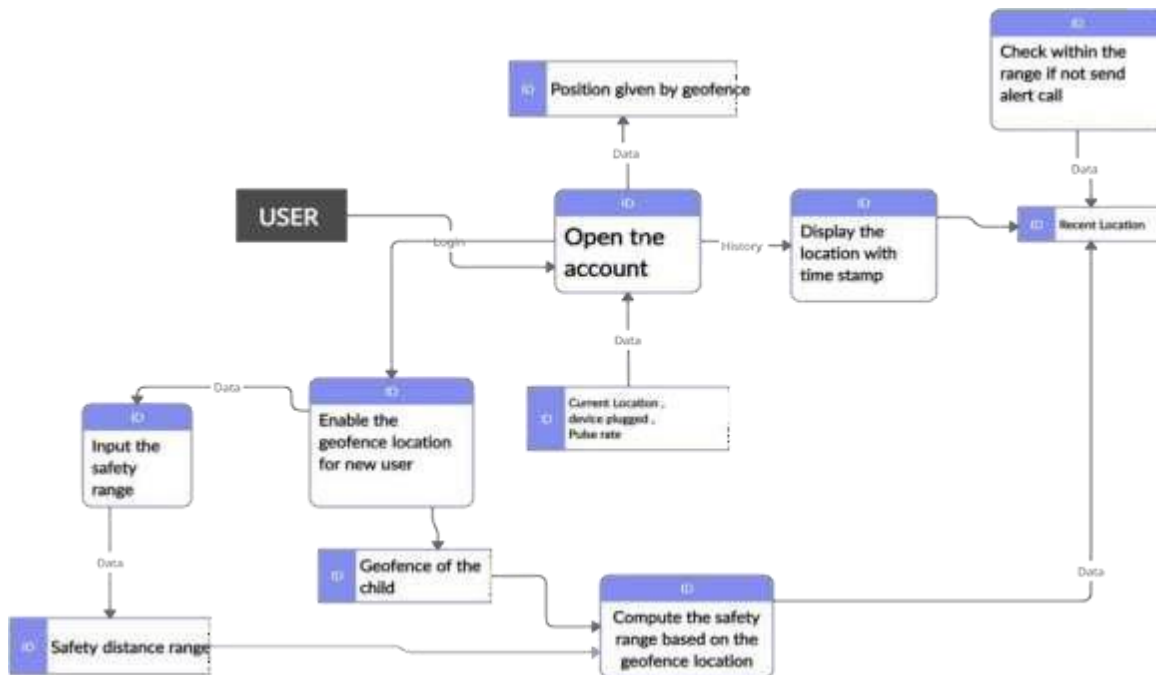 ID
Check within the
range if not send
alert call
ID
Position given by geofence
Data
Data
USER
ID
Open tne
account
Login
History
ID
Display the
location with
time stamp
ID
Recent Location
Data
Data
ID
Enable the
geofence location
for new user
ID
Current Location ,
device plugged ,
Pulse rate
ID
Input the
safety
range
Data
ID
Geofence of the
child
Data
ID
Compute the safety
range based on the
geofence location
ID
Safety distance range